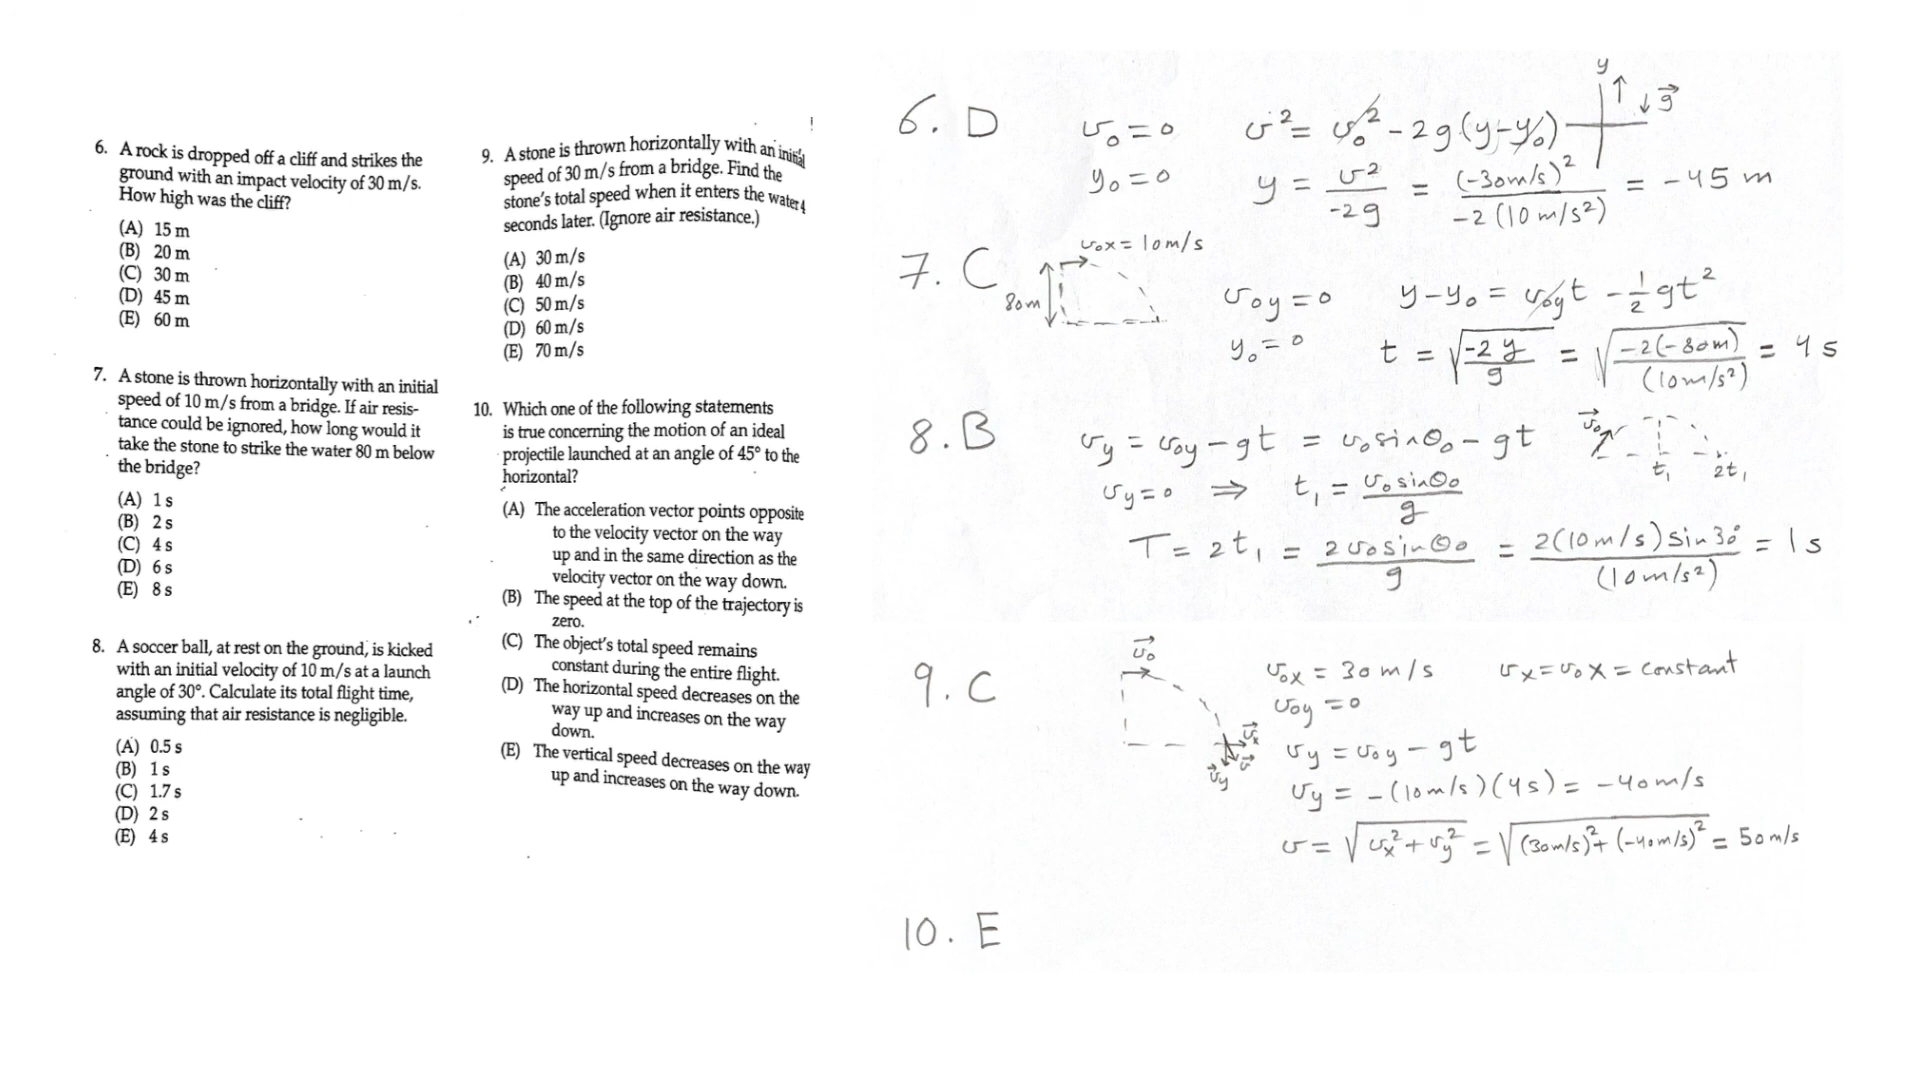 6. A rock is dropped off a cliff and strikes the
ground with an impact velocity of 30 m/s.
How high was the cliff?
(A) 15 m
(B) 20 m
(C) 30 m
(D) 45 m
(E) 60 m
7. A stone is thrown horizontally with an initial
speed of 10 m/s from a bridge. If air resis-
tance could be ignored, how long would it
take the stone to strike the water 80 m below
the bridge?
(A) 1 s
(B) 2 s
(C) 4 s
(D) 6 s
(E) 8 s
8. A soccer ball, at rest on the ground, is kicked
with an initial velocity of 10 m/s at a launch
angle of 30°. Calculate its total flight time,
assuming that air resistance is negligible.
(A) 0.5 s
(B) 1 s
(C) 1.7 s
(D) 2 s
(E) 4 s
9. A stone is thrown horizontally with an initial
speed of 30 m/s from a bridge. Find the
stone's total speed when it enters the water 4
seconds later. (Ignore air resistance.)
(A) 30 m/s
(B) 40 m/s
(C) 50 m/s
(D) 60 m/s
(E) 70 m/s
10. Which one of the following statements
is true concerning the motion of an ideal
projectile launched at an angle of 45° to the
horizontal?
(A) The acceleration vector points opposite
to the velocity vector on the way
up and in the same direction as the
velocity vector on the way down.
(B) The speed at the top of the trajectory is
zero.
(C) The object's total speed remains
constant during the entire flight.
(D) The horizontal speed decreases on the
way up and increases on the way
down.
(E) The vertical speed decreases on the way
up and increases on the way down.
6. D v₀ = 0 v² = v₀² - 2g(y-y₀) y g⃗
y₀ = 0 y = v²/-2g = (-30m/s)²/-2(10 m/s²) = -45 m
7. C v₀x = 10m/s
80m v₀y = 0 y-y₀ = v₀yt - 1/2 gt²
y₀ = 0 t = √(-2y/g) = √(-2(-80m)/(10m/s²)) = 4 s
8. B vy = v₀y - gt = v₀sinθ₀ - gt v⃗₀ t₁ 2t₁
vy = 0 ⇒ t₁ = v₀sinθ₀/g
T = 2t₁ = 2v₀sinθ₀/g = 2(10m/s)sin30°/(10m/s²) = 1s
9. C v⃗₀ v₀x = 30 m/s vx = v₀x = constant
v₀y = 0
v⃗x v⃗y v⃗ vy = v₀y - gt
vy = -(10m/s)(4s) = -40m/s
v = √(vx² + vy²) = √((30m/s)² + (-40m/s)²) = 50m/s
10. E